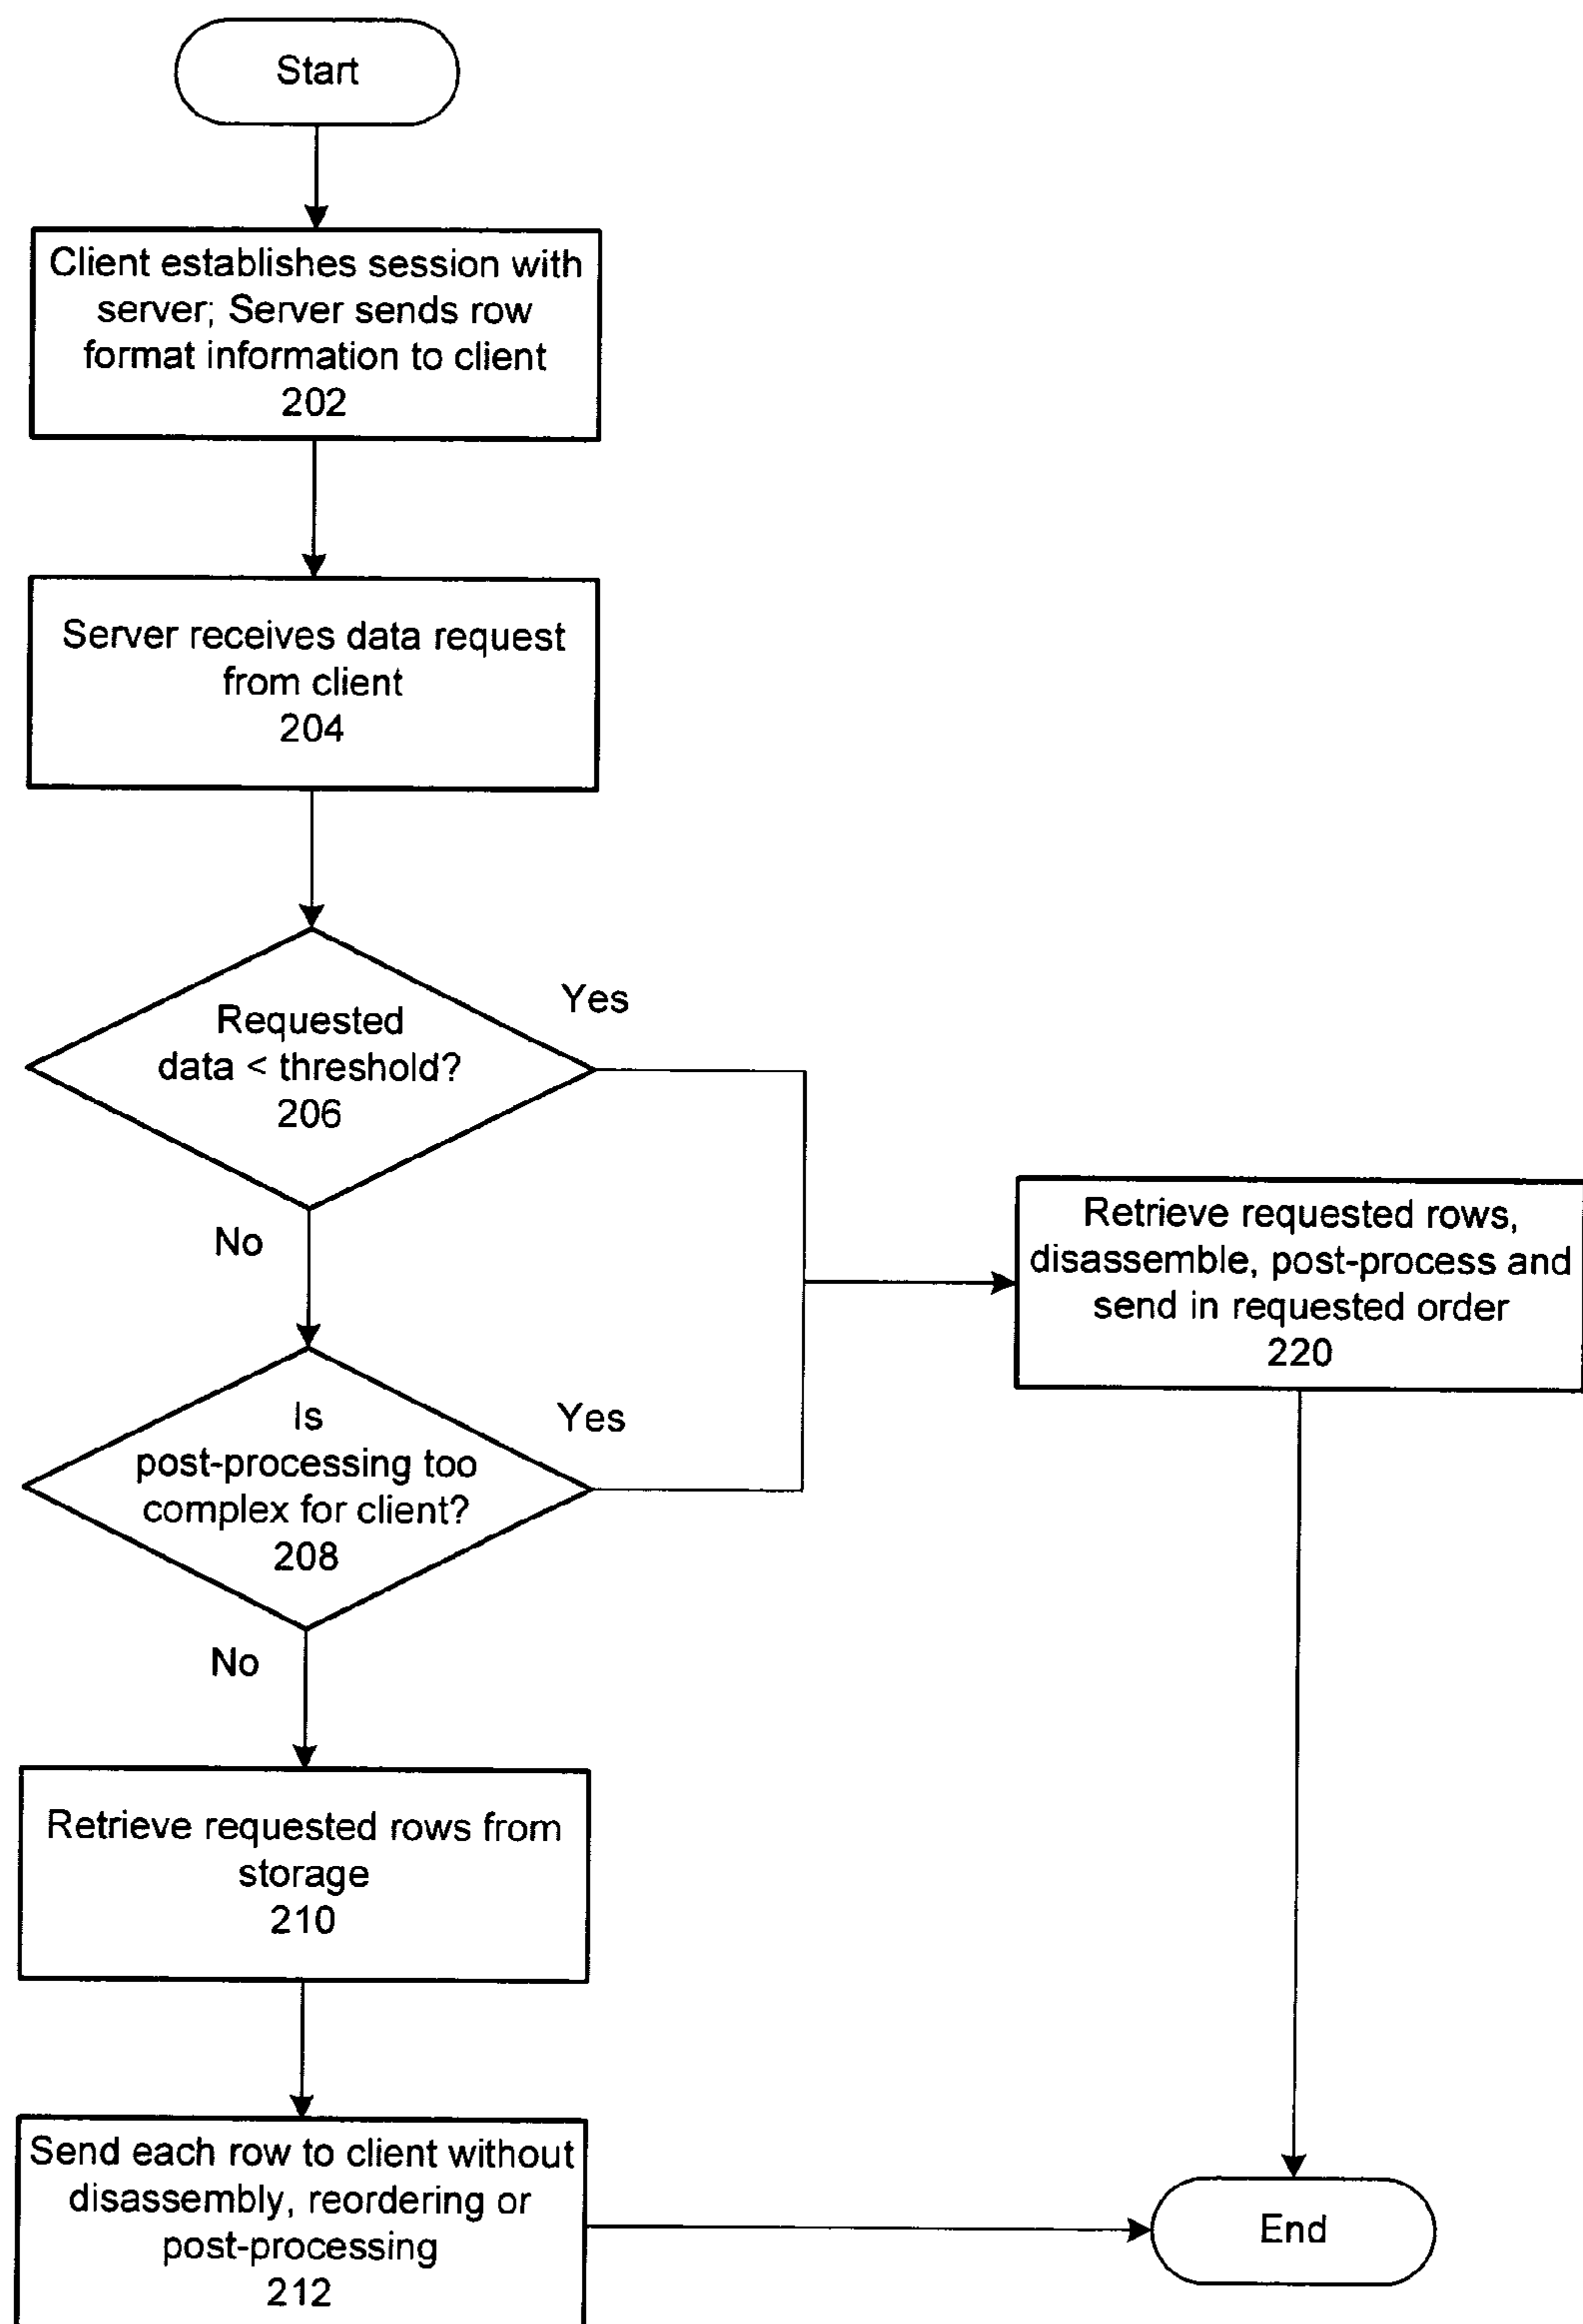 Start
Client establishes session with
server; Server sends row
format information to client
202
Server receives data request
from client
204
Requested
data < threshold?
206
Yes
No
Retrieve requested rows,
disassemble, post-process and
send in requested order
220
Is
post-processing too
complex for client?
208
Yes
No
Retrieve requested rows from
storage
210
Send each row to client without
disassembly, reordering or
post-processing
212
End